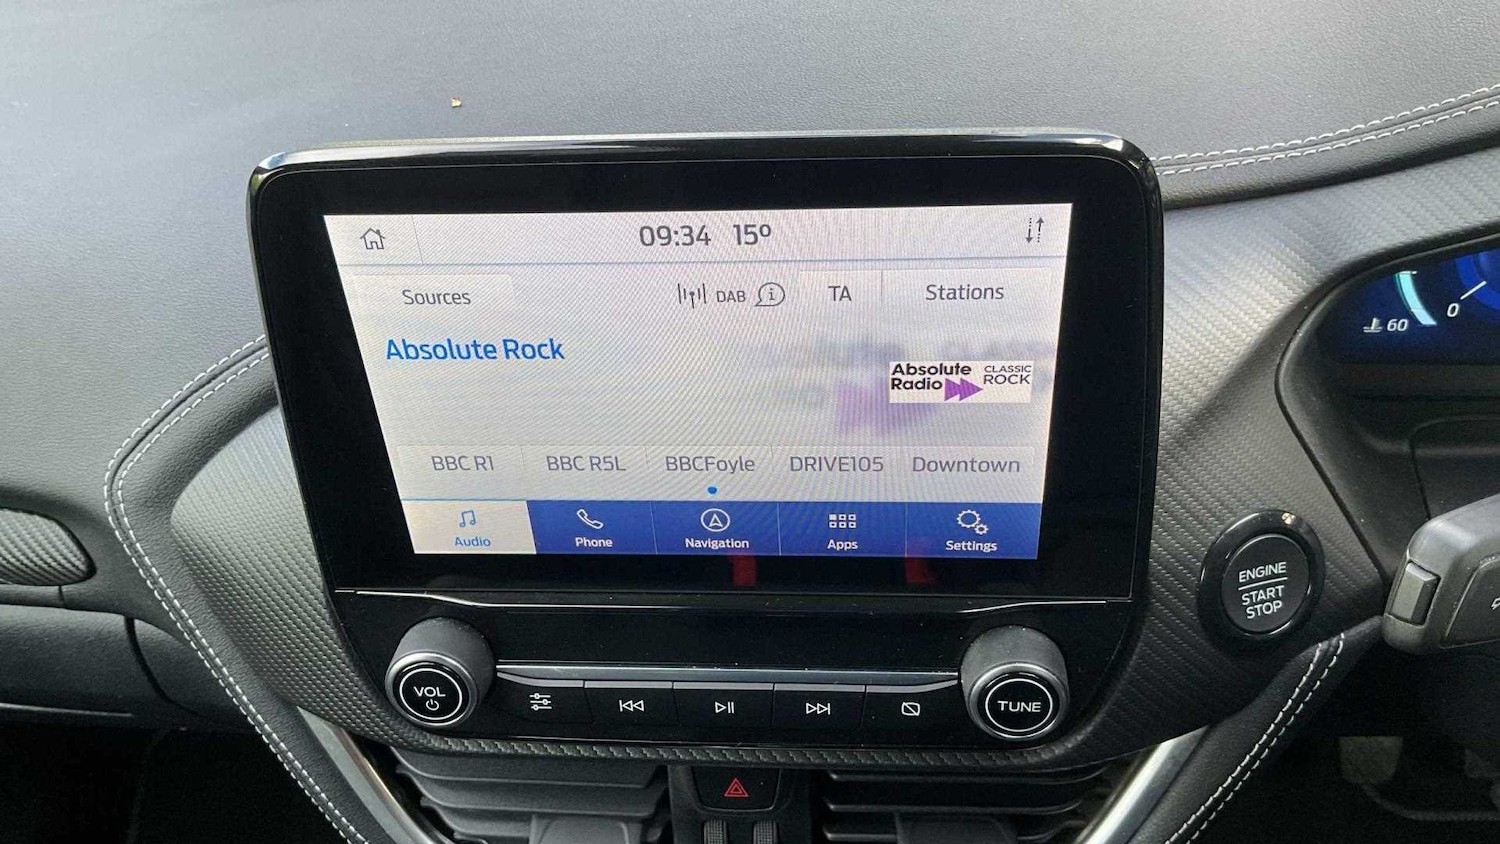 09:34 15º
Sources DAB i TA Stations
Absolute Rock
Absolute CLASSIC
Radio ROCK
BBC R1 BBC R5L BBCFoyle DRIVE105 Downtown
Audio Phone Navigation Apps Settings
60 0
ENGINE
START
STOP
VOL
TUNE